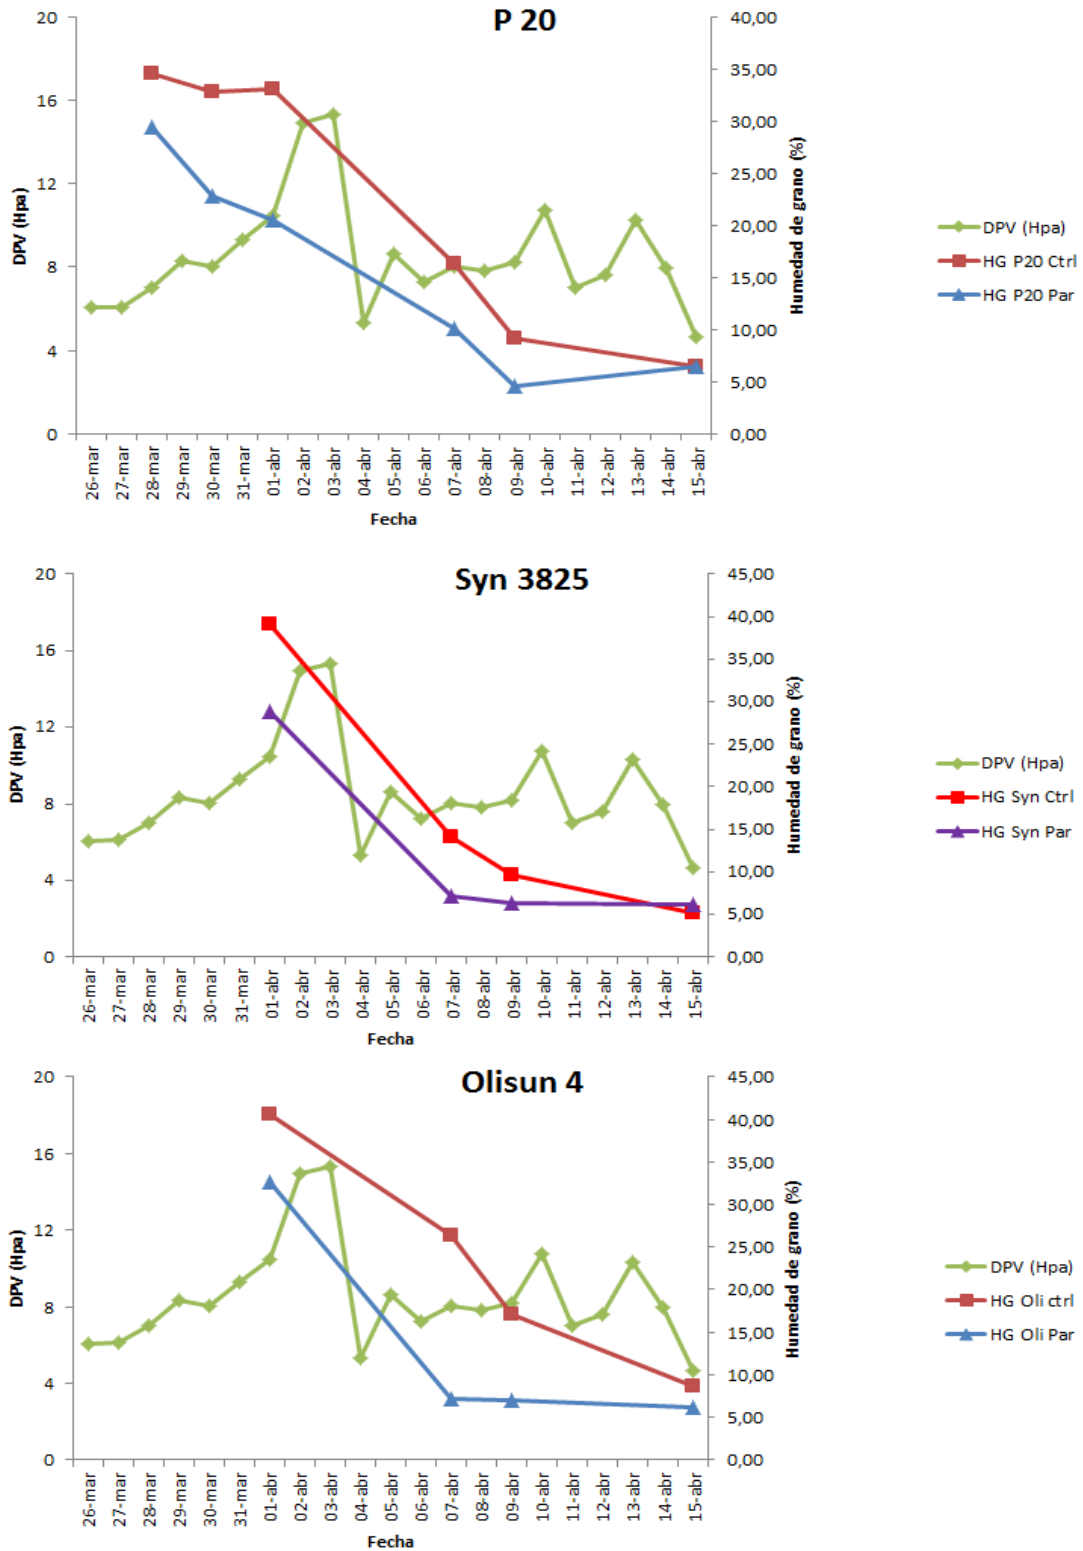 P 20
20
16
12
8
4
0
DPV (Hpa)
40,00
35,00
30,00
25,00
20,00
15,00
10,00
5,00
0,00
Humedad de grano (%)
26-mar
27-mar
28-mar
29-mar
30-mar
31-mar
01-abr
02-abr
03-abr
04-abr
05-abr
06-abr
07-abr
08-abr
09-abr
10-abr
11-abr
12-abr
13-abr
14-abr
15-abr
Fecha
DPV (Hpa)
HG P20 Ctrl
HG P20 Par
Syn 3825
20
16
12
8
4
0
DPV (Hpa)
45,00
40,00
35,00
30,00
25,00
20,00
15,00
10,00
5,00
0,00
Humedad de grano (%)
26-mar
27-mar
28-mar
29-mar
30-mar
31-mar
01-abr
02-abr
03-abr
04-abr
05-abr
06-abr
07-abr
08-abr
09-abr
10-abr
11-abr
12-abr
13-abr
14-abr
15-abr
Fecha
DPV (Hpa)
HG Syn Ctrl
HG Syn Par
Olisun 4
20
16
12
8
4
0
DPV (Hpa)
45,00
40,00
35,00
30,00
25,00
20,00
15,00
10,00
5,00
0,00
Humedad de grano (%)
26-mar
27-mar
28-mar
29-mar
30-mar
31-mar
01-abr
02-abr
03-abr
04-abr
05-abr
06-abr
07-abr
08-abr
09-abr
10-abr
11-abr
12-abr
13-abr
14-abr
15-abr
Fecha
DPV (Hpa)
HG Oli ctrl
HG Oli Par